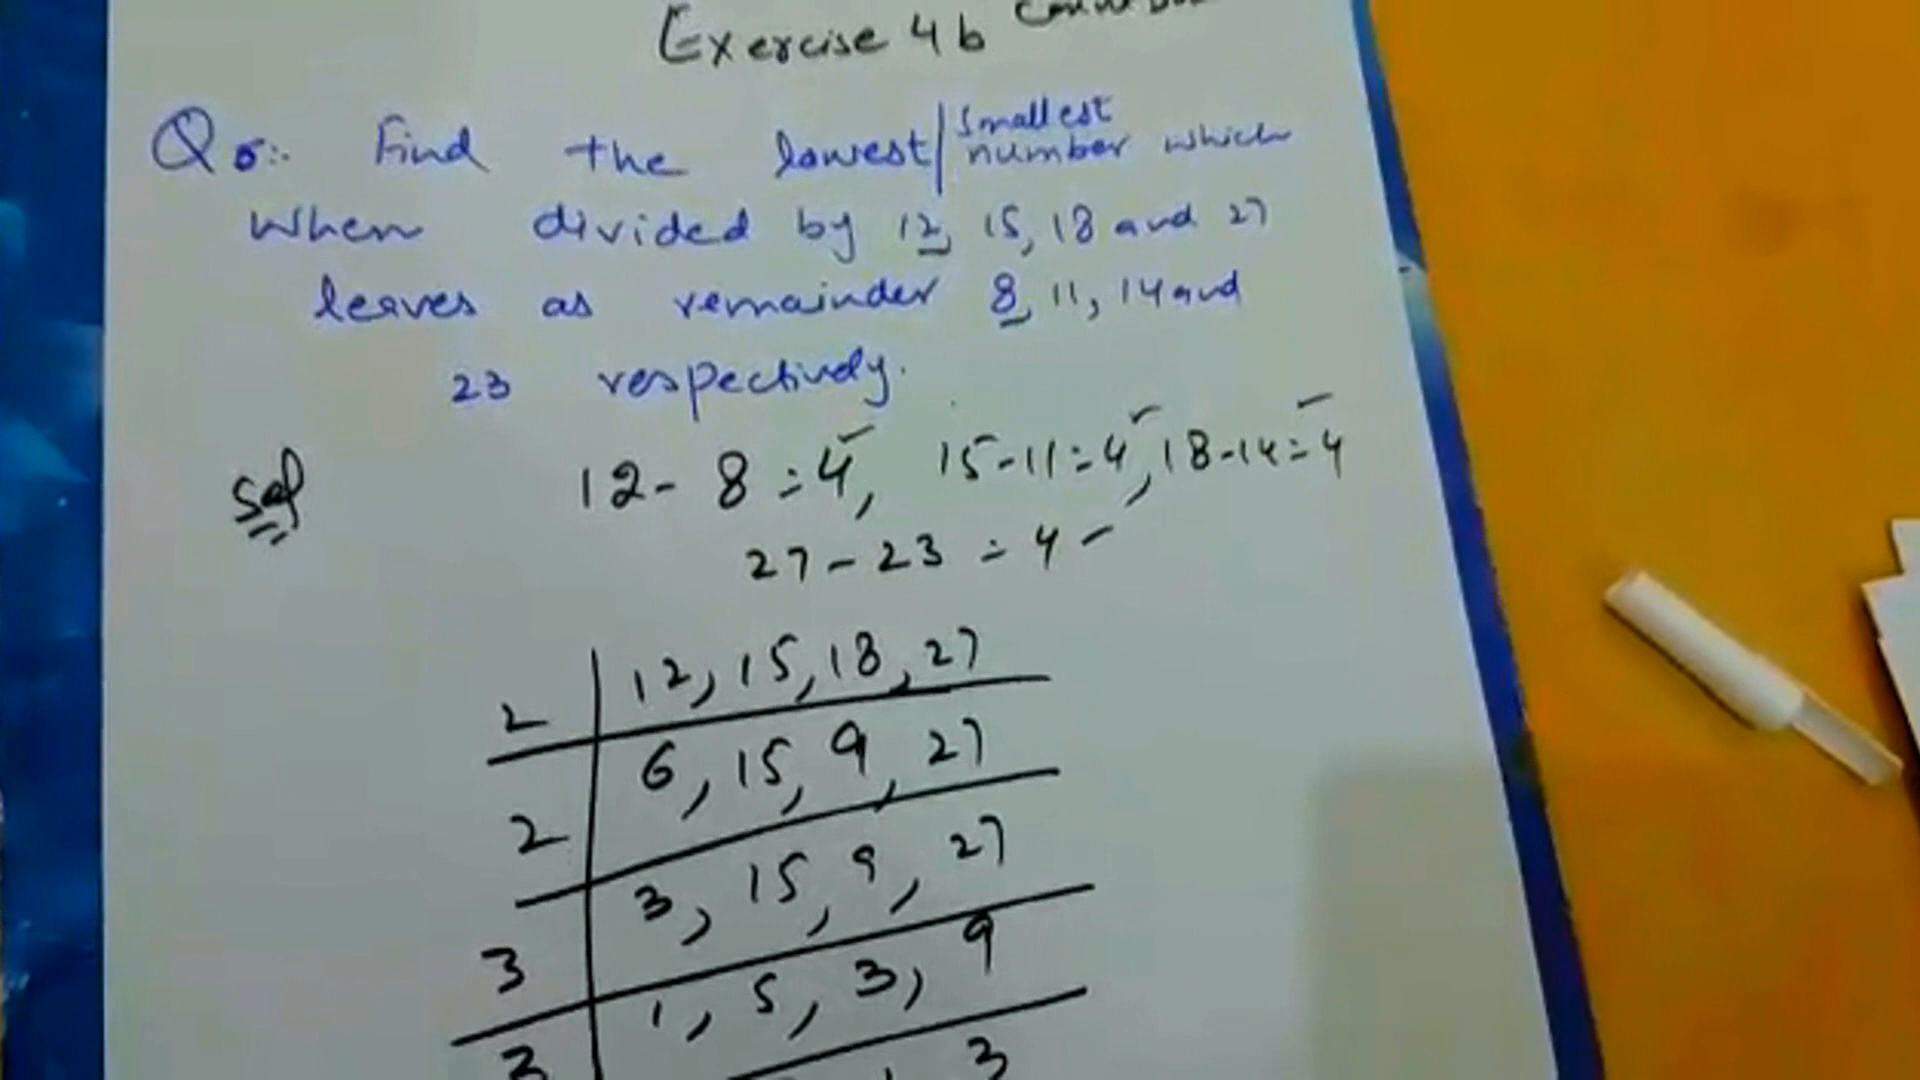 Exercise 4b
Q5:- Find the lowest/smallest number which
when divided by 12, 15, 18 and 27
leaves as remainder 8, 11, 14 and
23 respectively.
Sol 12 - 8 = 4, 15 - 11 = 4, 18 - 14 = 4
27 - 23 = 4
2 | 12, 15, 18, 27
2 | 6, 15, 9, 27
3 | 3, 15, 9, 27
3 | 1, 5, 3, 9
1 3